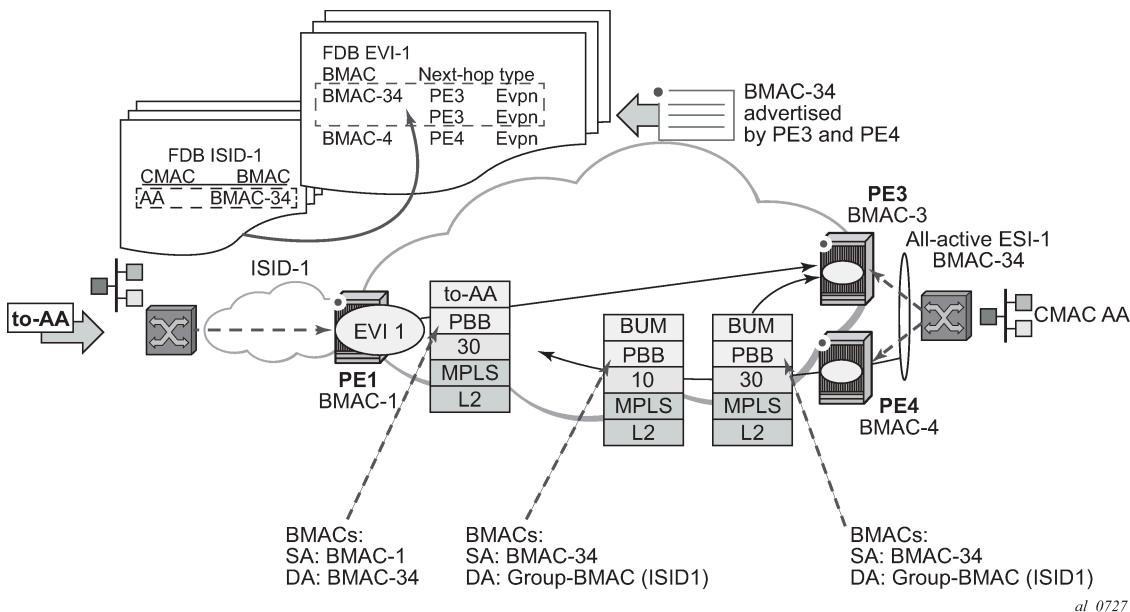 FDB EVI-1
BMAC Next-hop type
BMAC-34 PE3 Evpn
PE3 Evpn
BMAC-4 PE4 Evpn
BMAC-34
advertised
by PE3 and PE4
FDB ISID-1
CMAC BMAC
AA BMAC-34
PE3
BMAC-3
All-active ESI-1
BMAC-34
ISID-1
to-AA
EVI 1
PE1
BMAC-1
to-AA
PBB
30
MPLS
L2
BUM
PBB
10
MPLS
L2
BUM
PBB
30
MPLS
L2
CMAC AA
PE4
BMAC-4
BMACs:
SA: BMAC-1
DA: BMAC-34
BMACs:
SA: BMAC-34
DA: Group-BMAC (ISID1)
BMACs:
SA: BMAC-34
DA: Group-BMAC (ISID1)
al_0727